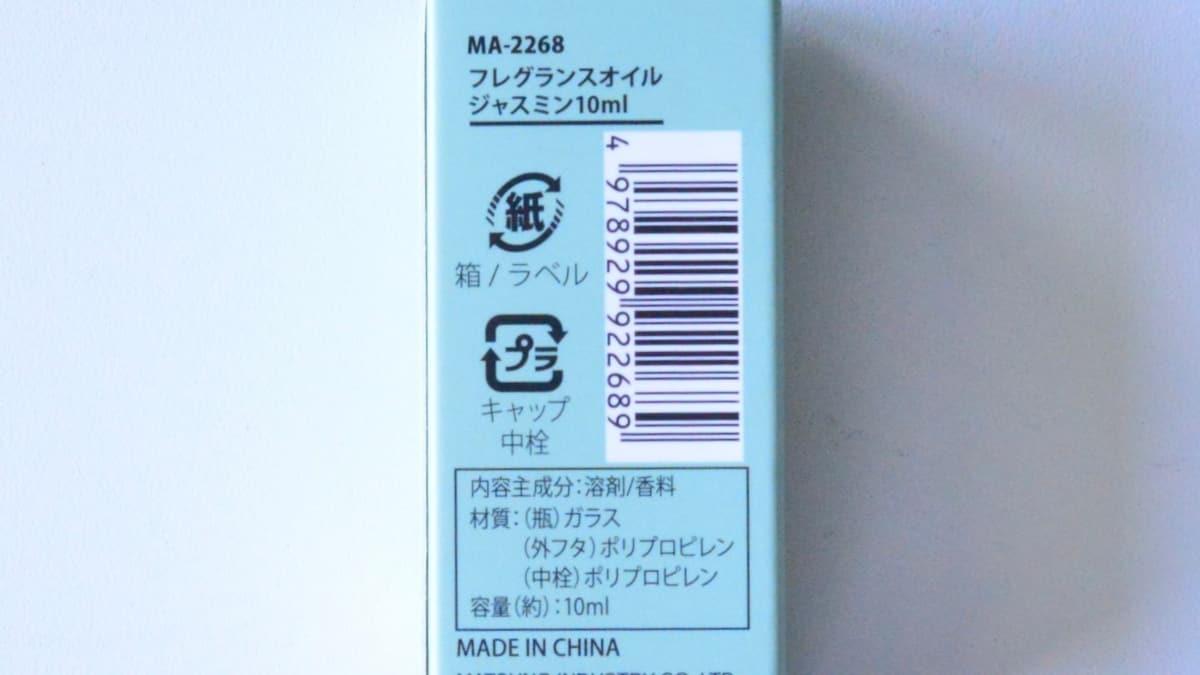 MA-2268
フレグランスオイル
ジャスミン10ml
紙
箱 / ラベル
プラ
キャップ
中栓
4 978929 922689
内容主成分：溶剤/香料
材質：（瓶）ガラス
（外フタ）ポリプロピレン
（中栓）ポリプロピレン
容量（約）：10ml
MADE IN CHINA